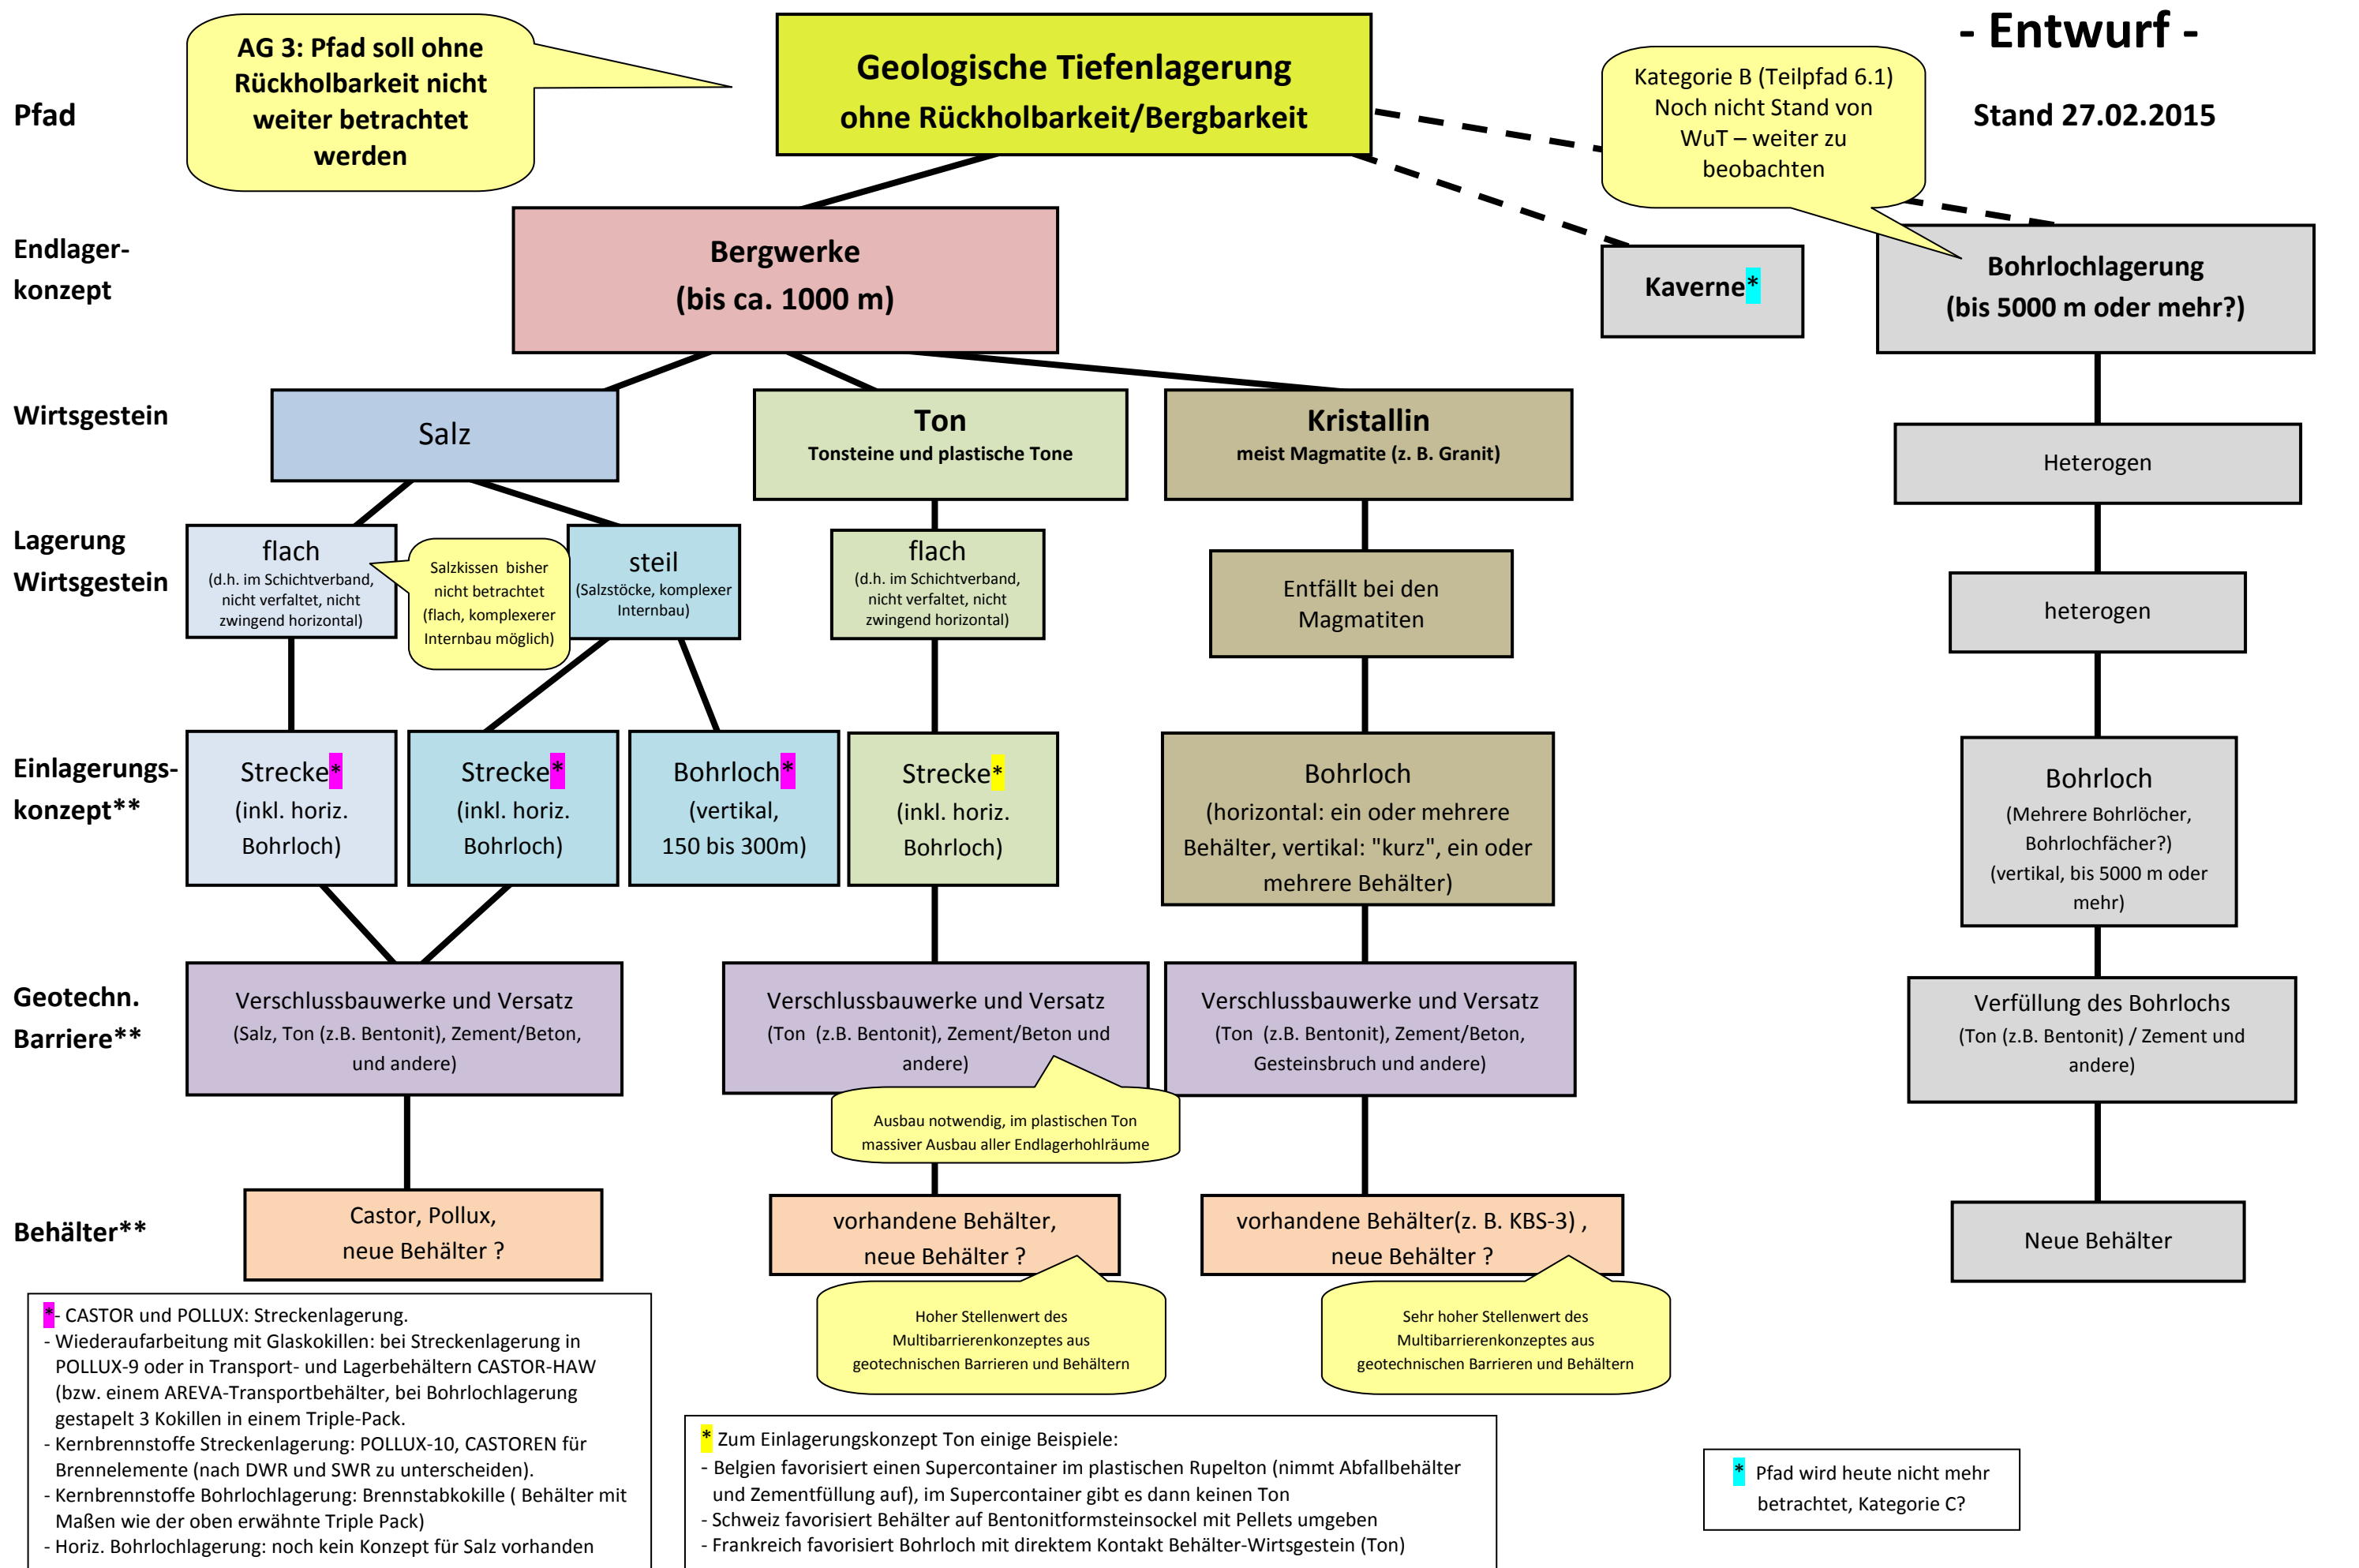 - Entwurf -
Stand 27.02.2015
AG 3: Pfad soll ohne
Rückholbarkeit nicht
weiter betrachtet
werden
Geologische Tiefenlagerung
ohne Rückholbarkeit/Bergbarkeit
Kategorie B (Teilpfad 6.1)
Noch nicht Stand von
WuT – weiter zu
beobachten
Pfad
Endlager-
konzept
Bergwerke
(bis ca. 1000 m)
Kaverne*
Bohrlochlagerung
(bis 5000 m oder mehr?)
Wirtsgestein
Salz
Ton
Tonsteine und plastische Tone
Kristallin
meist Magmatite (z. B. Granit)
Heterogen
Lagerung
Wirtsgestein
flach
(d.h. im Schichtverband,
nicht verfaltet, nicht
zwingend horizontal)
Salzkissen bisher
nicht betrachtet
(flach, komplexerer
Internbau möglich)
steil
(Salzstöcke, komplexer
Internbau)
flach
(d.h. im Schichtverband,
nicht verfaltet, nicht
zwingend horizontal)
Entfällt bei den
Magmatiten
heterogen
Einlagerungs-
konzept**
Strecke*
(inkl. horiz.
Bohrloch)
Strecke*
(inkl. horiz.
Bohrloch)
Bohrloch*
(vertikal,
150 bis 300m)
Strecke*
(inkl. horiz.
Bohrloch)
Bohrloch
(horizontal: ein oder mehrere
Behälter, vertikal: "kurz", ein oder
mehrere Behälter)
Bohrloch
(Mehrere Bohrlöcher,
Bohrlochfächer?)
(vertikal, bis 5000 m oder
mehr)
Geotechn.
Barriere**
Verschlussbauwerke und Versatz
(Salz, Ton (z.B. Bentonit), Zement/Beton,
und andere)
Verschlussbauwerke und Versatz
(Ton (z.B. Bentonit), Zement/Beton und
andere)
Ausbau notwendig, im plastischen Ton
massiver Ausbau aller Endlagerhohlräume
Verschlussbauwerke und Versatz
(Ton (z.B. Bentonit), Zement/Beton,
Gesteinsbruch und andere)
Verfüllung des Bohrlochs
(Ton (z.B. Bentonit) / Zement und
andere)
Behälter**
Castor, Pollux,
neue Behälter ?
vorhandene Behälter,
neue Behälter ?
Hoher Stellenwert des
Multibarrierenkonzeptes aus
geotechnischen Barrieren und Behältern
vorhandene Behälter(z. B. KBS-3) ,
neue Behälter ?
Sehr hoher Stellenwert des
Multibarrierenkonzeptes aus
geotechnischen Barrieren und Behältern
Neue Behälter
*- CASTOR und POLLUX: Streckenlagerung.
- Wiederaufarbeitung mit Glaskokillen: bei Streckenlagerung in
POLLUX-9 oder in Transport- und Lagerbehältern CASTOR-HAW
(bzw. einem AREVA-Transportbehälter, bei Bohrlochlagerung
gestapelt 3 Kokillen in einem Triple-Pack.
- Kernbrennstoffe Streckenlagerung: POLLUX-10, CASTOREN für
Brennelemente (nach DWR und SWR zu unterscheiden).
- Kernbrennstoffe Bohrlochlagerung: Brennstabkokille ( Behälter mit
Maßen wie der oben erwähnte Triple Pack)
- Horiz. Bohrlochlagerung: noch kein Konzept für Salz vorhanden
* Zum Einlagerungskonzept Ton einige Beispiele:
- Belgien favorisiert einen Supercontainer im plastischen Rupelton (nimmt Abfallbehälter
und Zementfüllung auf), im Supercontainer gibt es dann keinen Ton
- Schweiz favorisiert Behälter auf Bentonitformsteinsockel mit Pellets umgeben
- Frankreich favorisiert Bohrloch mit direktem Kontakt Behälter-Wirtsgestein (Ton)
* Pfad wird heute nicht mehr
betrachtet, Kategorie C?